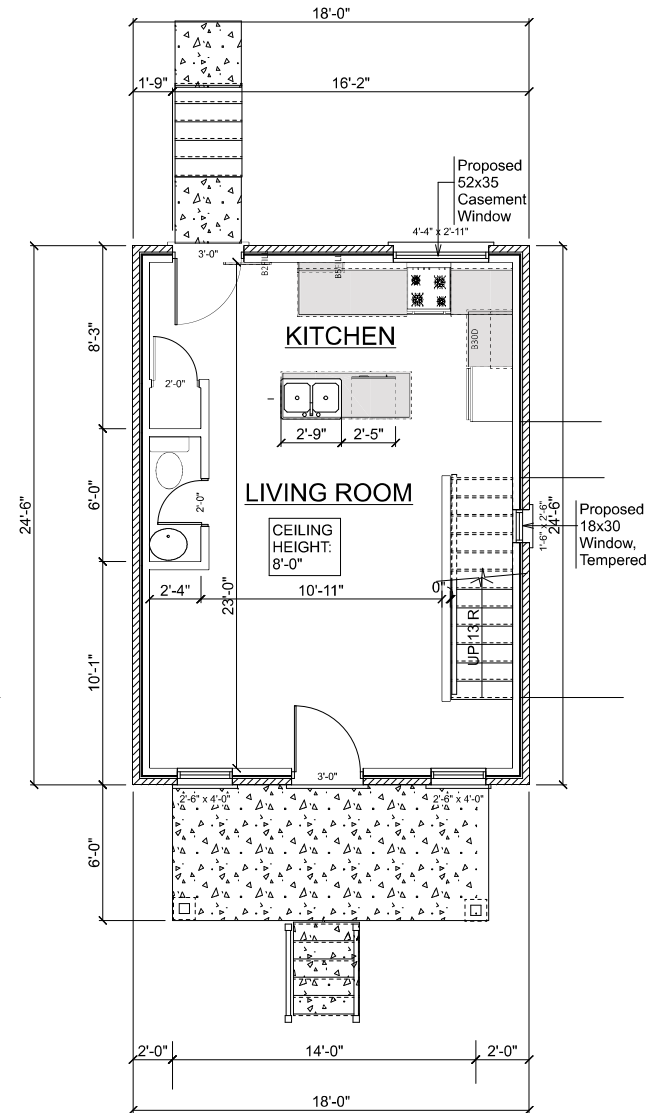 18'-0"
1'-9"
16'-2"
Proposed
52x35
Casement
Window
4'-4" x 2'-11"
3'-0"
B30D
KITCHEN
8'-3"
2'-0"
2'-9"
2'-5"
LIVING ROOM
6'-0"
2'-0"
24'-6"
24'-6"
1'-6" x 2'-6"
Proposed
18x30
Window,
Tempered
CEILING
HEIGHT:
8'-0"
2'-4"
23'-0"
10'-11"
0"
UP 13 R
10'-1"
3'-0"
2'-6" x 4'-0"
2'-6" x 4'-0"
6'-0"
2'-0"
14'-0"
2'-0"
18'-0"